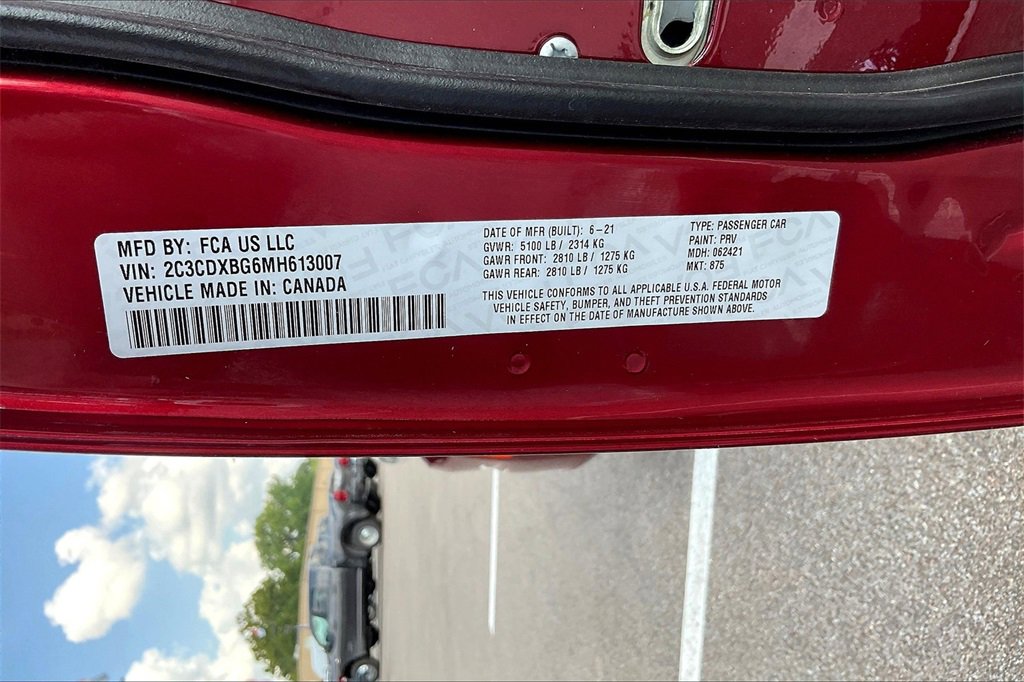 MFD BY: FCA US LLC
VIN: 2C3CDXBG6MH613007
VEHICLE MADE IN: CANADA
DATE OF MFR (BUILT): 6-21
GVWR: 5100 LB / 2314 KG
GAWR FRONT: 2810 LB / 1275 KG
GAWR REAR: 2810 LB / 1275 KG
TYPE: PASSENGER CAR
PAINT: PRV
MDH: 062421
MKT: 875
THIS VEHICLE CONFORMS TO ALL APPLICABLE U.S.A. FEDERAL MOTOR
VEHICLE SAFETY, BUMPER, AND THEFT PREVENTION STANDARDS
IN EFFECT ON THE DATE OF MANUFACTURE SHOWN ABOVE.